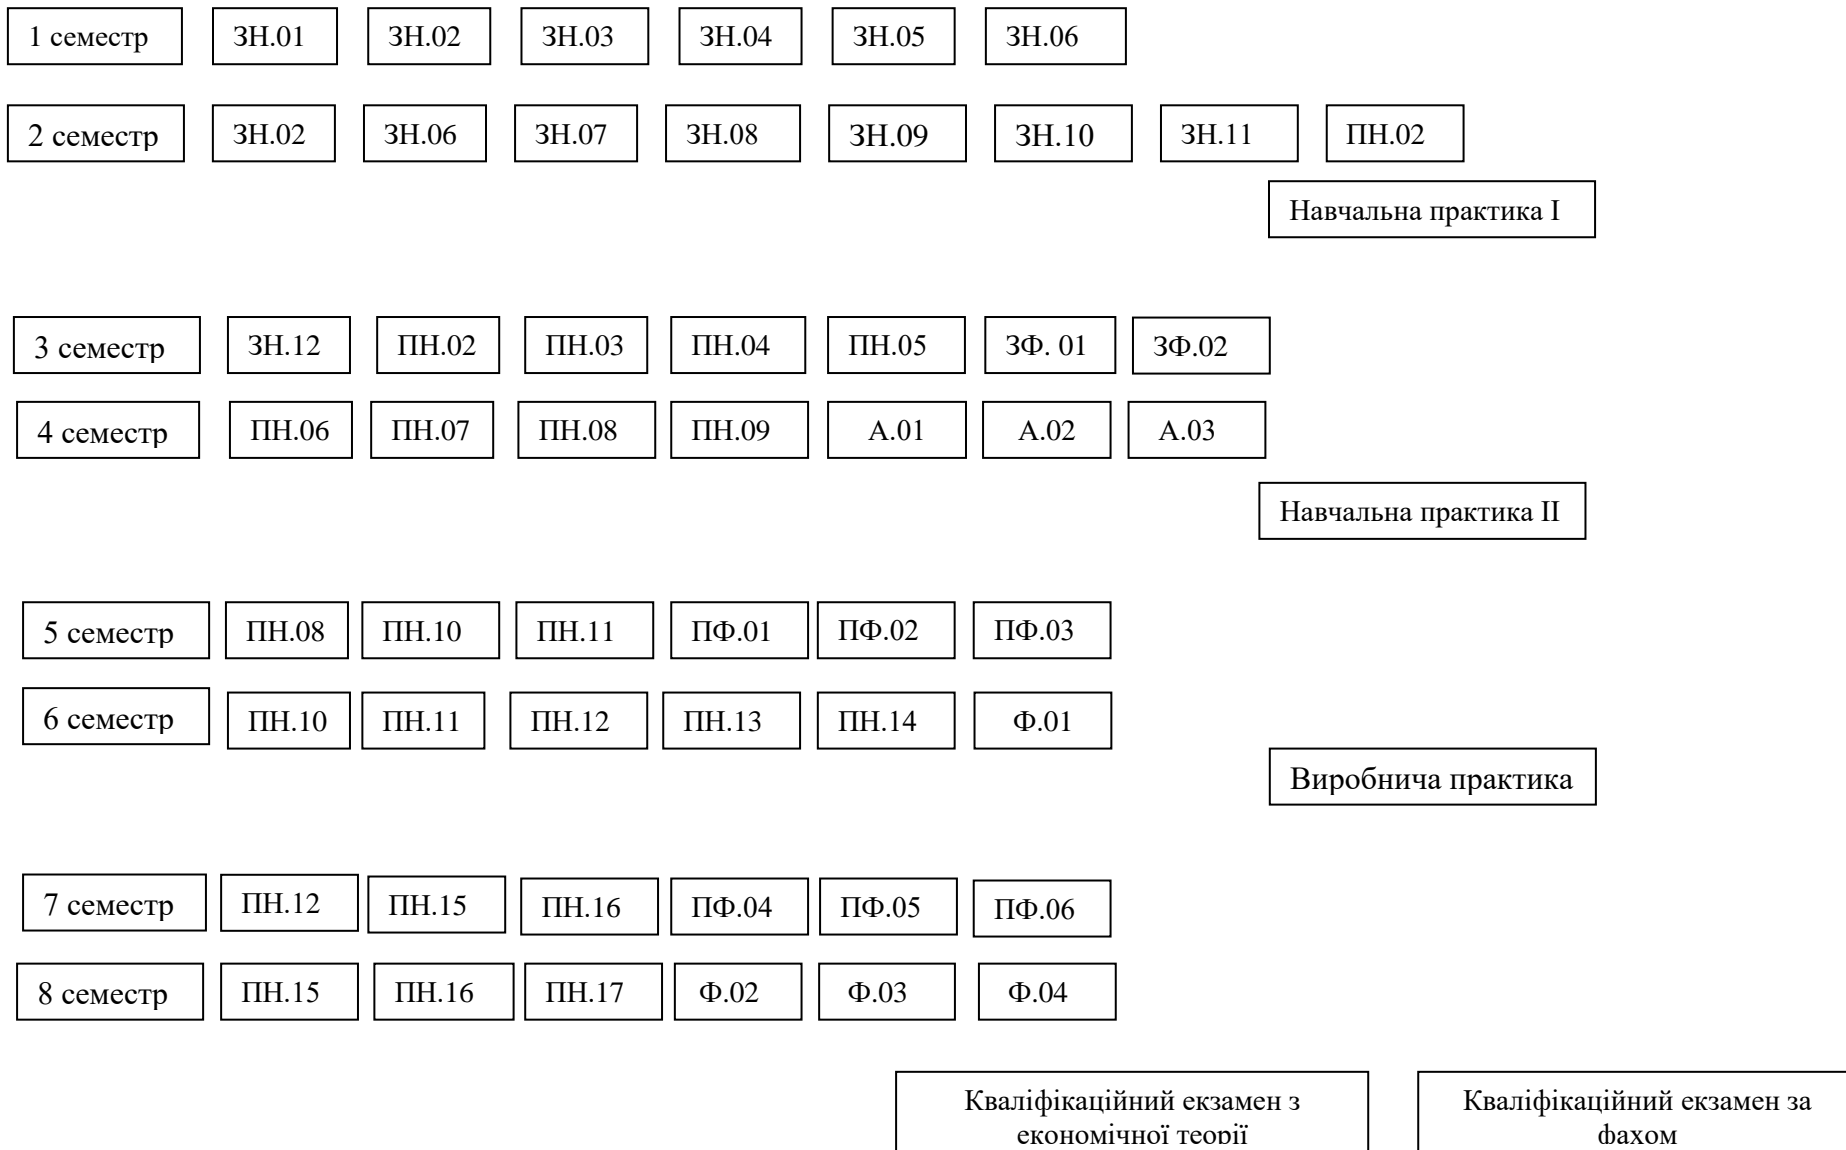 1 семестр ЗН.01 ЗН.02 ЗН.03 ЗН.04 ЗН.05 ЗН.06
2 семестр ЗН.02 ЗН.06 ЗН.07 ЗН.08 ЗН.09 ЗН.10 ЗН.11 ПН.02
Навчальна практика І
3 семестр ЗН.12 ПН.02 ПН.03 ПН.04 ПН.05 ЗФ. 01 ЗФ.02
4 семестр ПН.06 ПН.07 ПН.08 ПН.09 А.01 А.02 А.03
Навчальна практика ІІ
5 семестр ПН.08 ПН.10 ПН.11 ПФ.01 ПФ.02 ПФ.03
6 семестр ПН.10 ПН.11 ПН.12 ПН.13 ПН.14 Ф.01
Виробнича практика
7 семестр ПН.12 ПН.15 ПН.16 ПФ.04 ПФ.05 ПФ.06
8 семестр ПН.15 ПН.16 ПН.17 Ф.02 Ф.03 Ф.04
Кваліфікаційний екзамен з
економічної теорії
Кваліфікаційний екзамен за
фахом